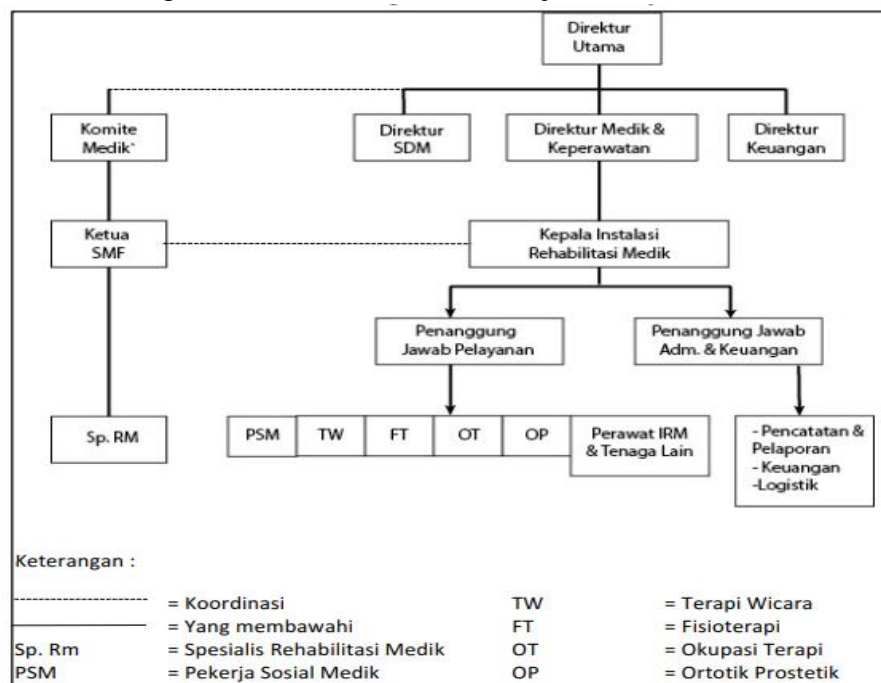 Direktur
Utama
Komite
Medik*
Direktur
SDM
Direktur Medik &
Keperawatan
Direktur
Keuangan
Ketua
SMF
Kepala Instalasi
Rehabilitasi Medik
Penanggung
Jawab Pelayanan
Penanggung Jawab
Adm. & Keuangan
Sp. RM
PSM
TW
FT
OT
OP
Perawat IRM
& Tenaga Lain
- Pencatatan &
Pelaporan
- Keuangan
-Logistik
Keterangan :
= Koordinasi TW = Terapi Wicara
= Yang membawahi FT = Fisioterapi
Sp. Rm = Spesialis Rehabilitasi Medik OT = Okupasi Terapi
PSM = Pekerja Sosial Medik OP = Ortotik Prostetik